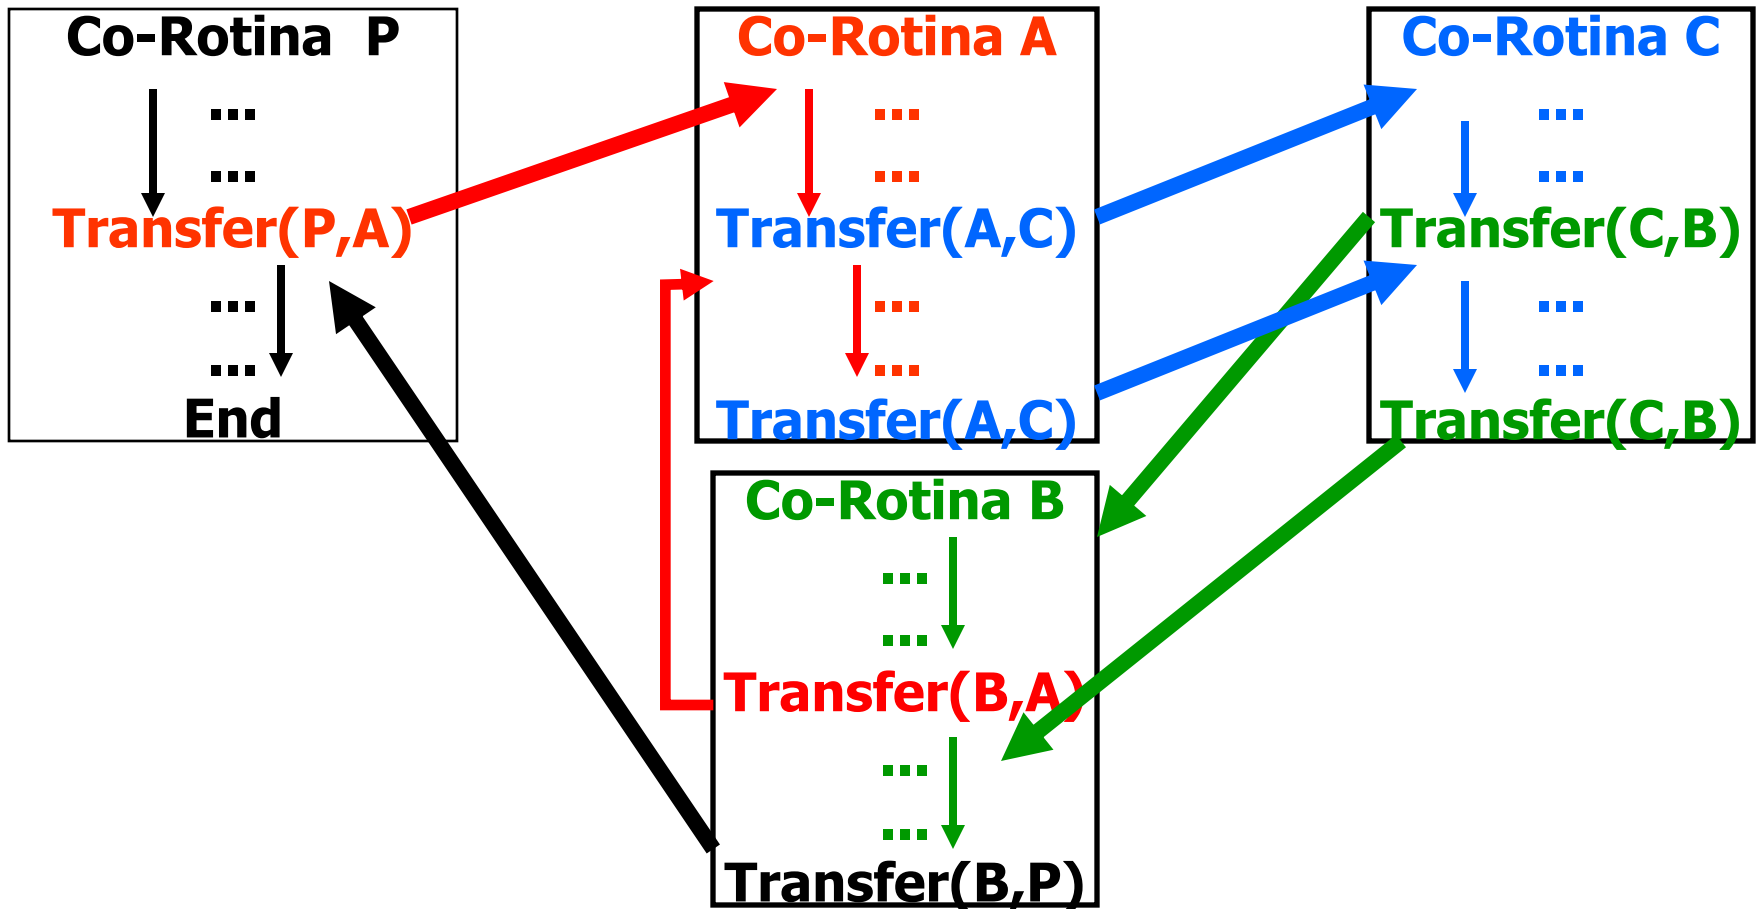 Co-Rotina P
...
...
Transfer(P,A)
...
...
End
Co-Rotina A
...
...
Transfer(A,C)
...
...
Transfer(A,C)
Co-Rotina C
...
...
Transfer(C,B)
...
...
Transfer(C,B)
Co-Rotina B
...
...
Transfer(B,A)
...
...
Transfer(B,P)